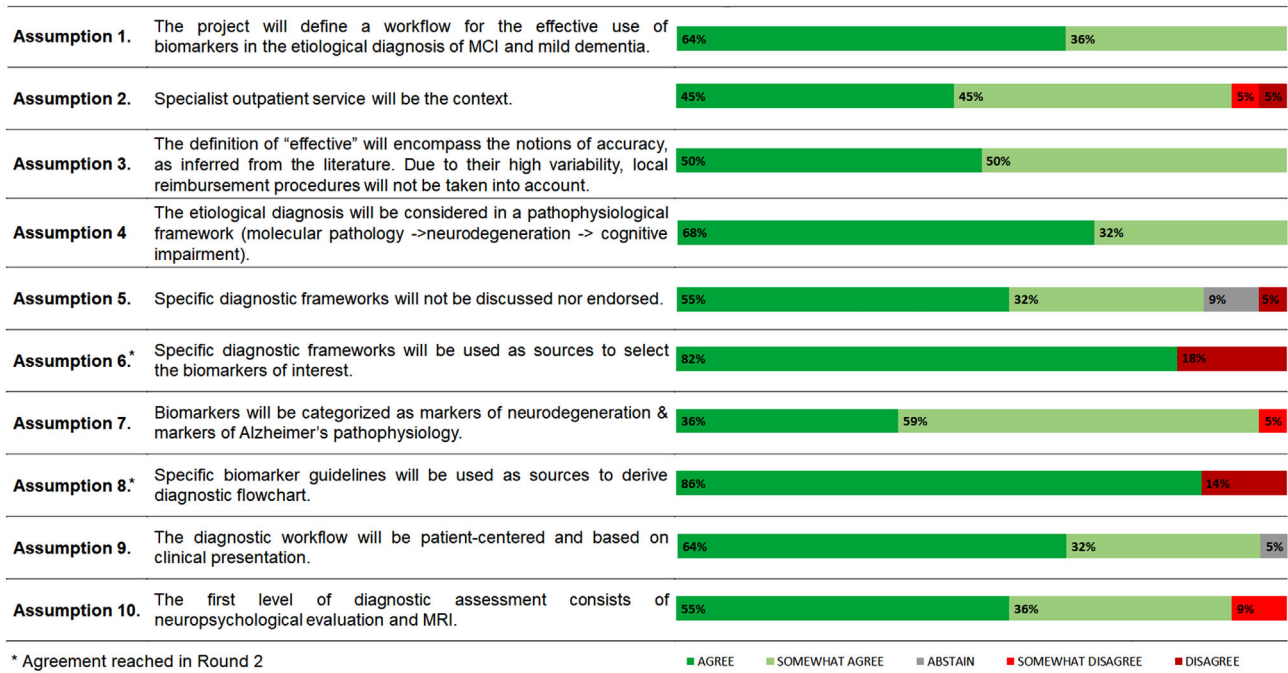 Assumption 1.
The project will define a workflow for the effective use of
biomarkers in the etiological diagnosis of MCI and mild dementia.
64% 36%
Assumption 2.
Specialist outpatient service will be the context.
45% 45% 5% 5%
Assumption 3.
The definition of “effective” will encompass the notions of accuracy,
as inferred from the literature. Due to their high variability, local
reimbursement procedures will not be taken into account.
50% 50%
Assumption 4
The etiological diagnosis will be considered in a pathophysiological
framework (molecular pathology ->neurodegeneration -> cognitive
impairment).
68% 32%
Assumption 5.
Specific diagnostic frameworks will not be discussed nor endorsed.
55% 32% 9% 5%
Assumption 6.*
Specific diagnostic frameworks will be used as sources to select
the biomarkers of interest.
82% 18%
Assumption 7.
Biomarkers will be categorized as markers of neurodegeneration &
markers of Alzheimer’s pathophysiology.
36% 59% 5%
Assumption 8.*
Specific biomarker guidelines will be used as sources to derive
diagnostic flowchart.
86% 14%
Assumption 9.
The diagnostic workflow will be patient-centered and based on
clinical presentation.
64% 32% 5%
Assumption 10.
The first level of diagnostic assessment consists of
neuropsychological evaluation and MRI.
55% 36% 9%
* Agreement reached in Round 2
AGREE SOMEWHAT AGREE ABSTAIN SOMEWHAT DISAGREE DISAGREE